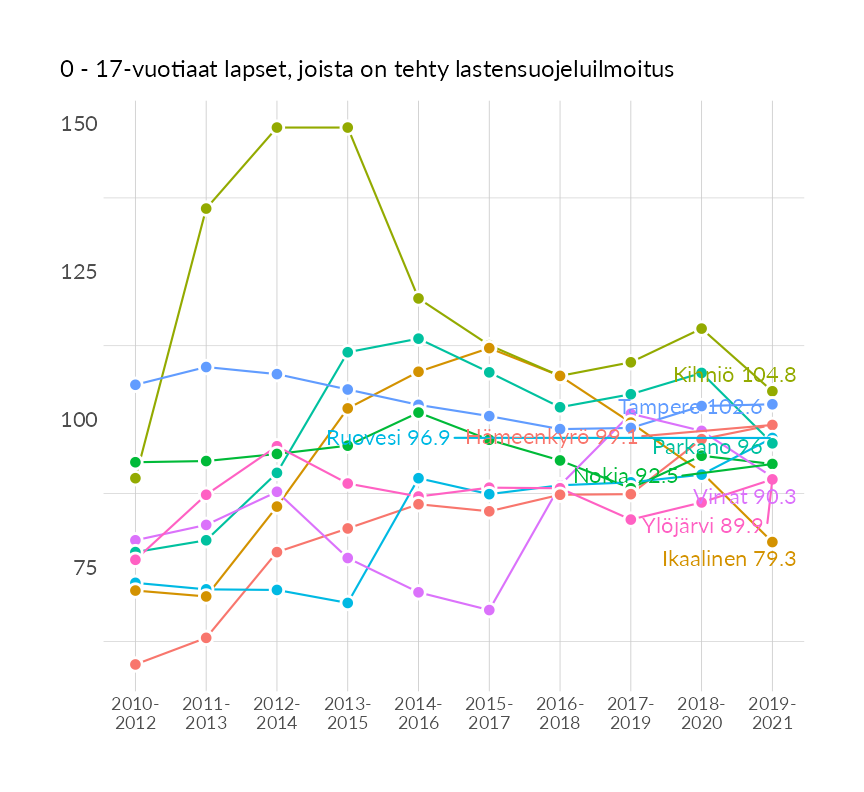 0 - 17-vuotiaat lapset, joista on tehty lastensuojeluilmoitus
150
125
100
75
Kihniö 104.8
Tampere 102.6
Ruovesi 96.9
Hämeenkyrö 99.1
Parkano 96
Nokia 92.5
Virrat 90.3
Ylöjärvi 89.9
Ikaalinen 79.3
2010-
2012
2011-
2013
2012-
2014
2013-
2015
2014-
2016
2015-
2017
2016-
2018
2017-
2019
2018-
2020
2019-
2021